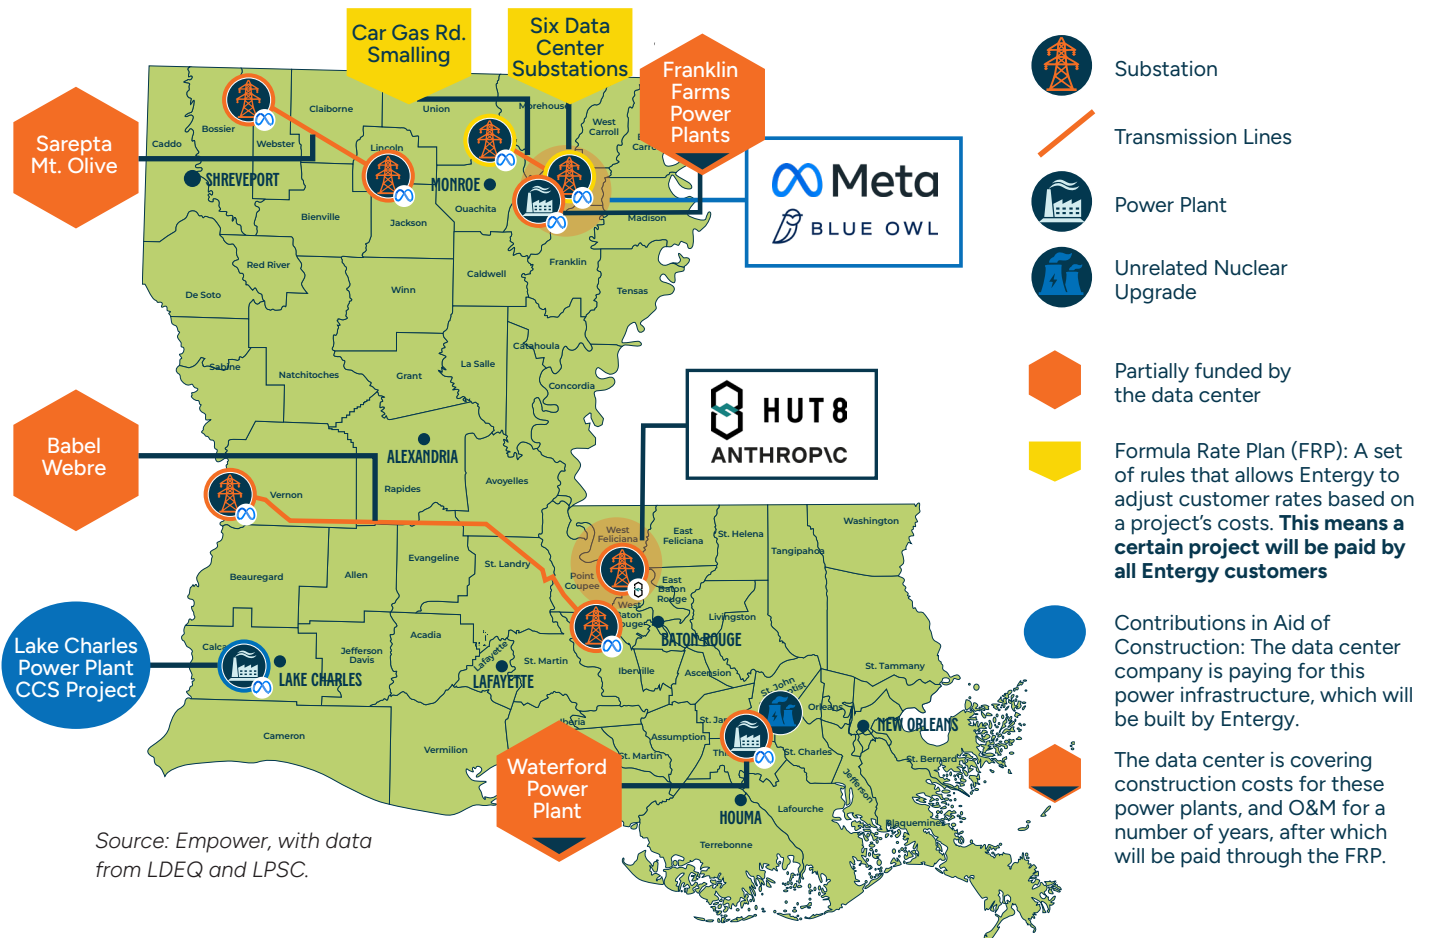 Car Gas Rd.
Smalling
Six Data
Center
Substations
Franklin
Farms
Power
Plants
Sarepta
Mt. Olive
Meta
BLUE OWL
HUT 8
ANTHROP\C
Babel
Webre
Lake Charles
Power Plant
CCS Project
Waterford
Power
Plant
Caddo
Bossier
Webster
Claiborne
Lincoln
Union
Morehouse
West
Carroll
SHREVEPORT
MONROE
Ouachita
Bienville
Jackson
Madison
Red River
De Soto
Winn
Caldwell
Franklin
Tensas
Sabine
Natchitoches
Grant
La Salle
Catahoula
Concordia
ALEXANDRIA
Vernon
Rapides
Avoyelles
West
Feliciana
East
Feliciana
St. Helena
Tangipahoa
Washington
Beauregard
Allen
Evangeline
St. Landry
Point
Coupee
East
Baton
Rouge
West
Livingston
BATON ROUGE
Acadia
Jefferson
Davis
LAKE CHARLES
Lafayette
LAFAYETTE
St. Martin
Iberville
Ascension
St. Tammany
St. John
Orleans
NEW ORLEANS
Cameron
Vermilion
St. Martin
Assumption
St. Charles
St. Bernard
Jefferson
HOUMA
Lafourche
Plaquemines
Terrebonne
Substation
Transmission Lines
Power Plant
Unrelated Nuclear
Upgrade
Partially funded by
the data center
Formula Rate Plan (FRP): A set
of rules that allows Entergy to
adjust customer rates based on
a project's costs. This means a
certain project will be paid by
all Entergy customers
Contributions in Aid of
Construction: The data center
company is paying for this
power infrastructure, which will
be built by Entergy.
The data center is covering
construction costs for these
power plants, and O&M for a
number of years, after which
will be paid through the FRP.
Source: Empower, with data
from LDEQ and LPSC.